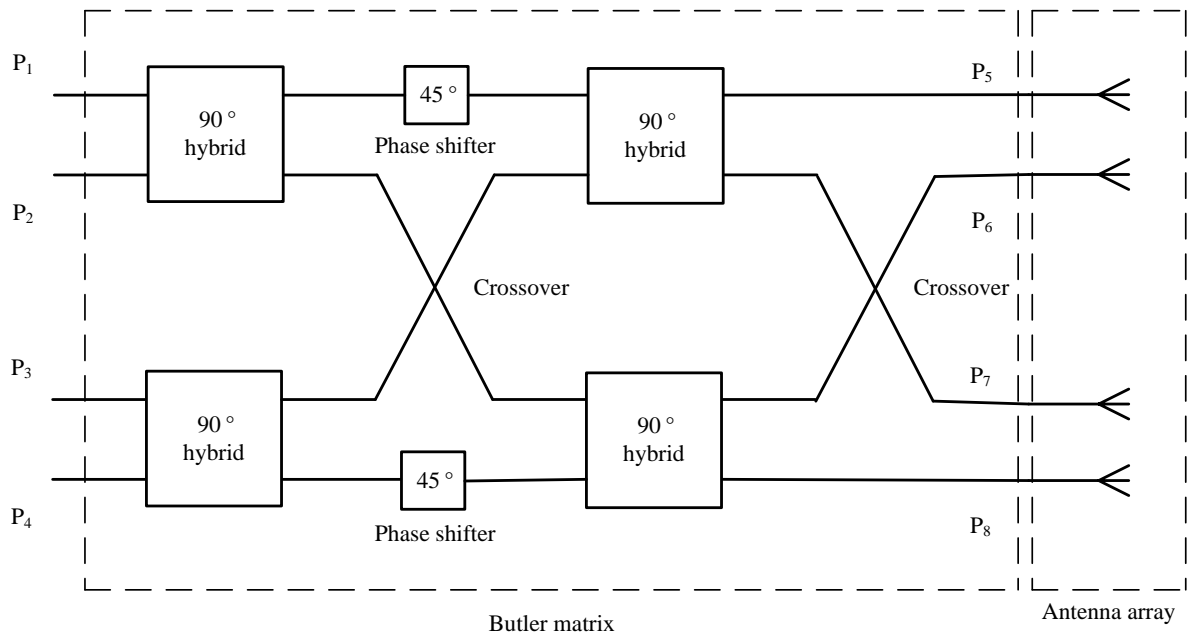 P1
45 °
P5
90 °
hybrid
Phase shifter
90 °
hybrid
P2
P6
Crossover
Crossover
P3
P7
90 °
hybrid
90 °
hybrid
45 °
P4
Phase shifter
P8
Butler matrix
Antenna array